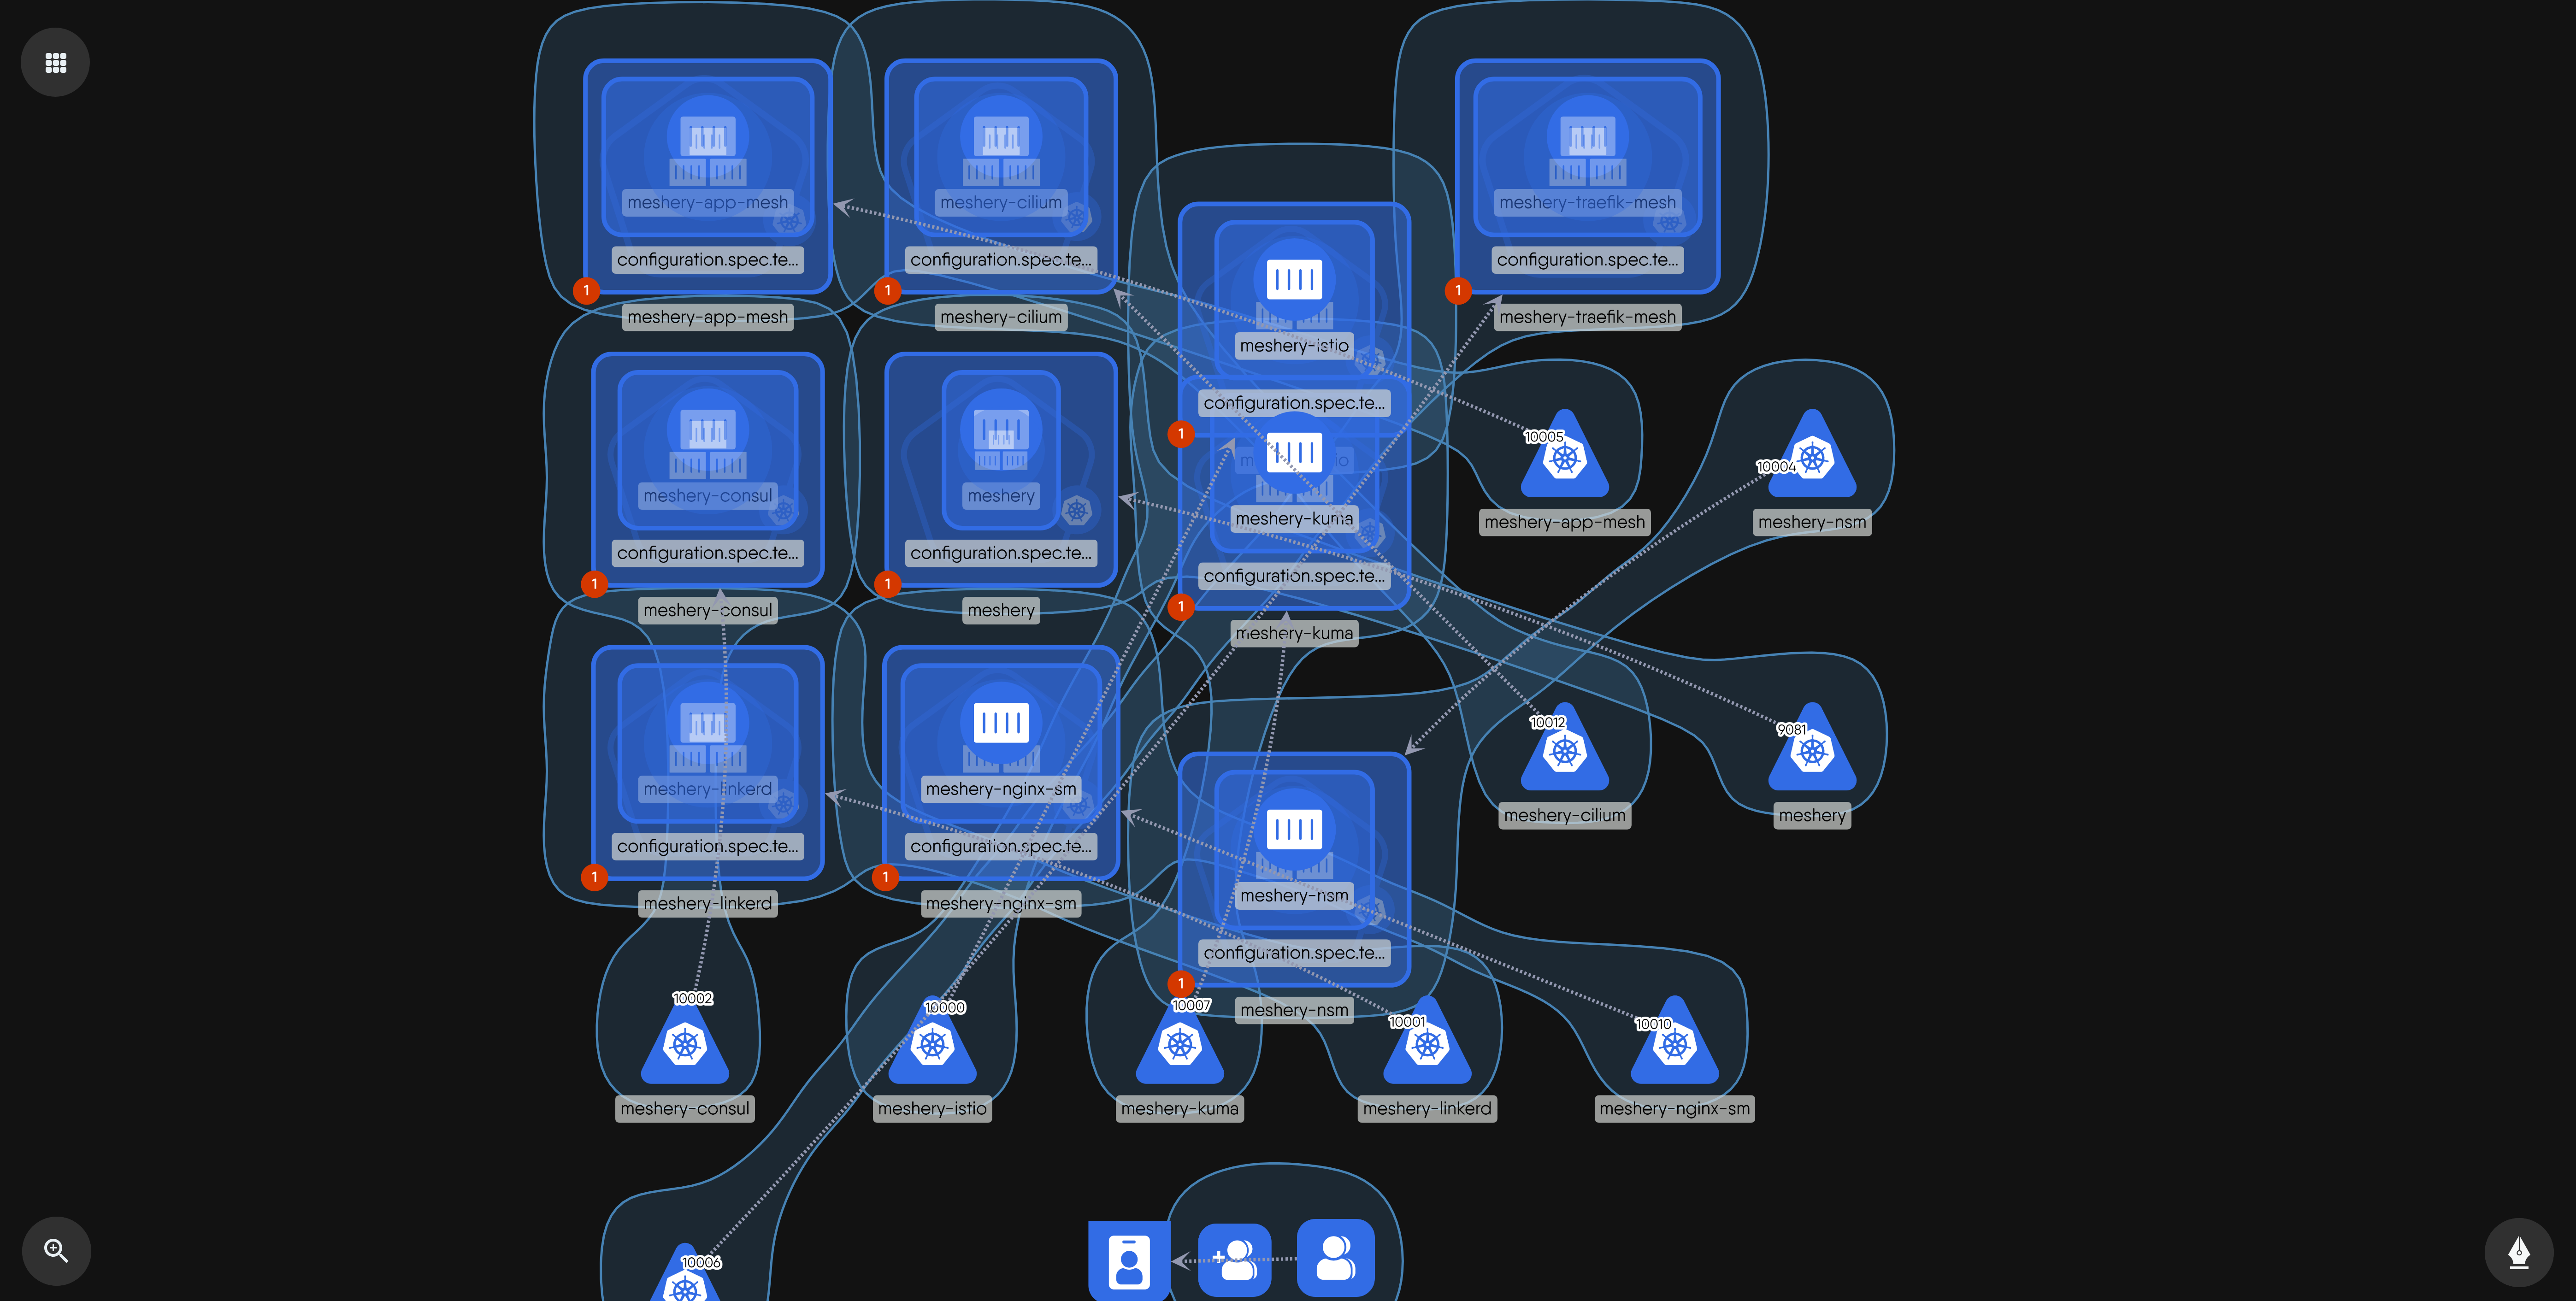 meshery-app-mesh
meshery-cilium
meshery-traefik-mesh
configuration.spec.te...
configuration.spec.te...
configuration.spec.te...
1
1
1
meshery-app-mesh
meshery-cilium
meshery-traefik-mesh
meshery-istio
configuration.spec.te...
1
meshery-consul
meshery
meshery-kuma
configuration.spec.te...
configuration.spec.te...
configuration.spec.te...
1
1
1
meshery-consul
meshery
meshery-kuma
10005
meshery-app-mesh
10004
meshery-nsm
meshery-linkerd
meshery-nginx-sm
configuration.spec.te...
configuration.spec.te...
1
1
meshery-linkerd
meshery-nginx-sm
10012
meshery-cilium
9081
meshery
meshery-nsm
configuration.spec.te...
1
meshery-nsm
10002
meshery-consul
10000
meshery-istio
10007
meshery-kuma
10001
meshery-linkerd
10010
meshery-nginx-sm
10006